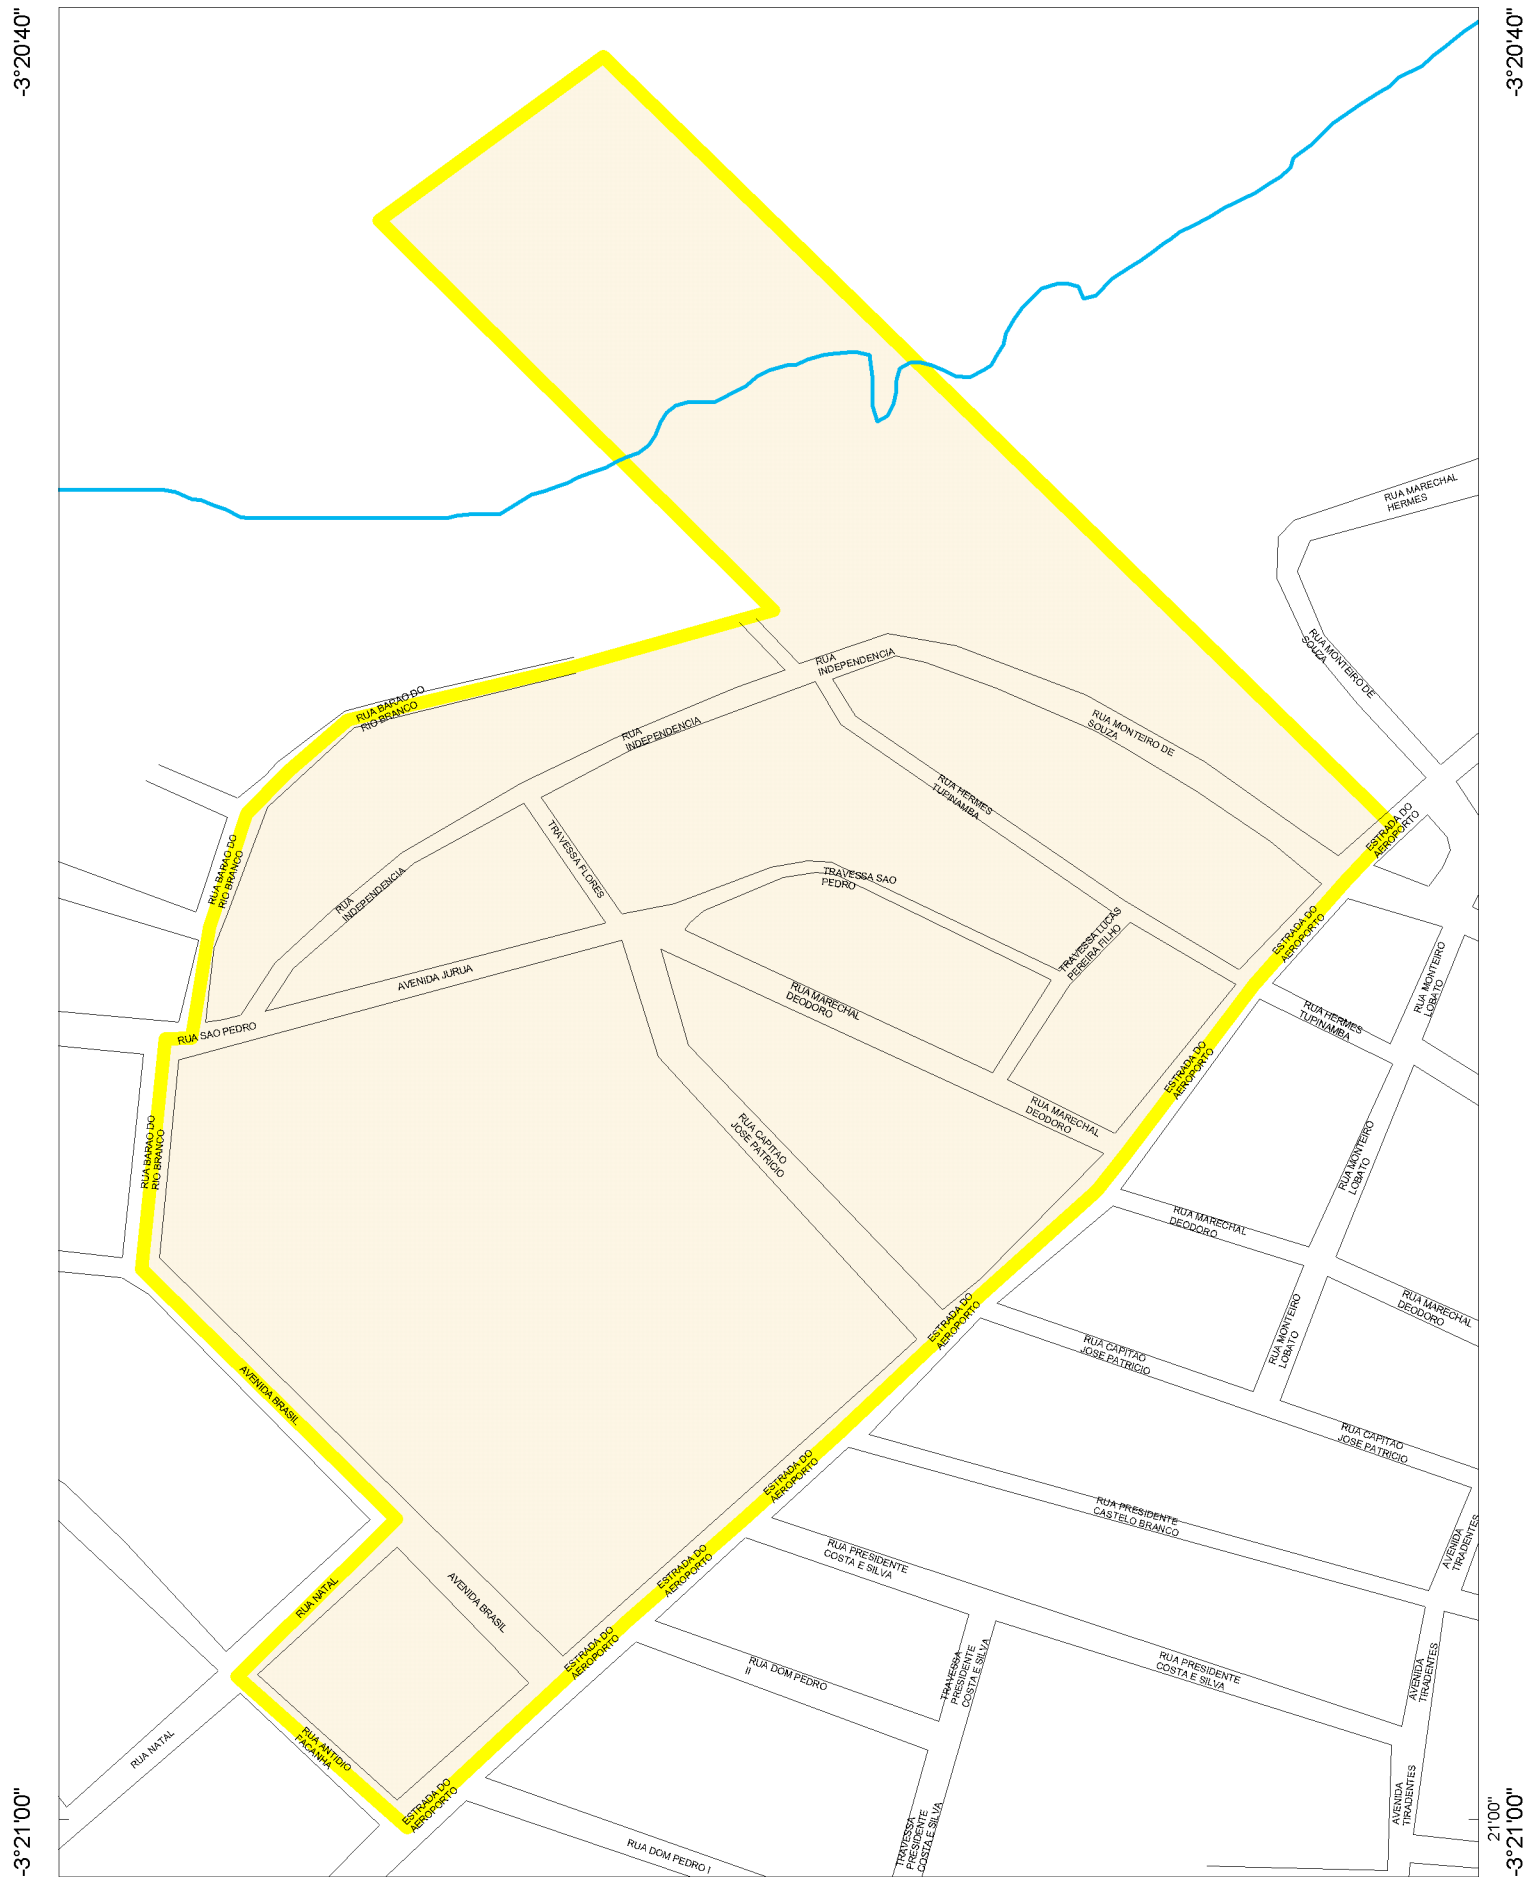 -3°20'40"
-3°20'40"
RUA MARECHAL
HERMES
RUA MONTEIRO DE
SOUZA
RUA
INDEPENDENCIA
RUA BARAO DO
RIO BRANCO
RUA
INDEPENDENCIA
RUA MONTEIRO DE
SOUZA
RUA HERMES
TUPINAMBA
ESTRADA DO
AEROPORTO
TRAVESSA FLORES
RUA BARAO DO
RIO BRANCO
TRAVESSA SAO
PEDRO
RUA
INDEPENDENCIA
TRAVESSA LUCAS
PEREIRA FILHO
ESTRADA DO
AEROPORTO
AVENIDA JURUA
RUA MONTEIRO
LOBATO
RUA MARECHAL
DEODORO
RUA HERMES
TUPINAMBA
RUA SAO PEDRO
ESTRADA DO
AEROPORTO
RUA BARAO DO
RIO BRANCO
RUA CAPITAO
JOSE PATRICIO
RUA MARECHAL
DEODORO
RUA MONTEIRO
LOBATO
RUA MARECHAL
DEODORO
ESTRADA DO
AEROPORTO
RUA MONTEIRO
LOBATO
RUA MARECHAL
DEODORO
RUA CAPITAO
JOSE PATRICIO
AVENIDA BRASIL
RUA CAPITAO
JOSE PATRICIO
ESTRADA DO
AEROPORTO
RUA PRESIDENTE
CASTELO BRANCO
AVENIDA
TIRADENTES
RUA PRESIDENTE
COSTA E SILVA
ESTRADA DO
AEROPORTO
RUA NATAL
AVENIDA BRASIL
ESTRADA DO
AEROPORTO
RUA DOM PEDRO
II
TRAVESSA
PRESIDENTE
COSTA E SILVA
RUA PRESIDENTE
COSTA E SILVA
AVENIDA
TIRADENTES
RUA NATAL
RUA ANTIDIO
FACANHA
ESTRADA DO
AEROPORTO
AVENIDA
TIRADENTES
TRAVESSA
PRESIDENTE
COSTA E SILVA
RUA DOM PEDRO I
-3°21'00"
21'00"
-3°21'00"